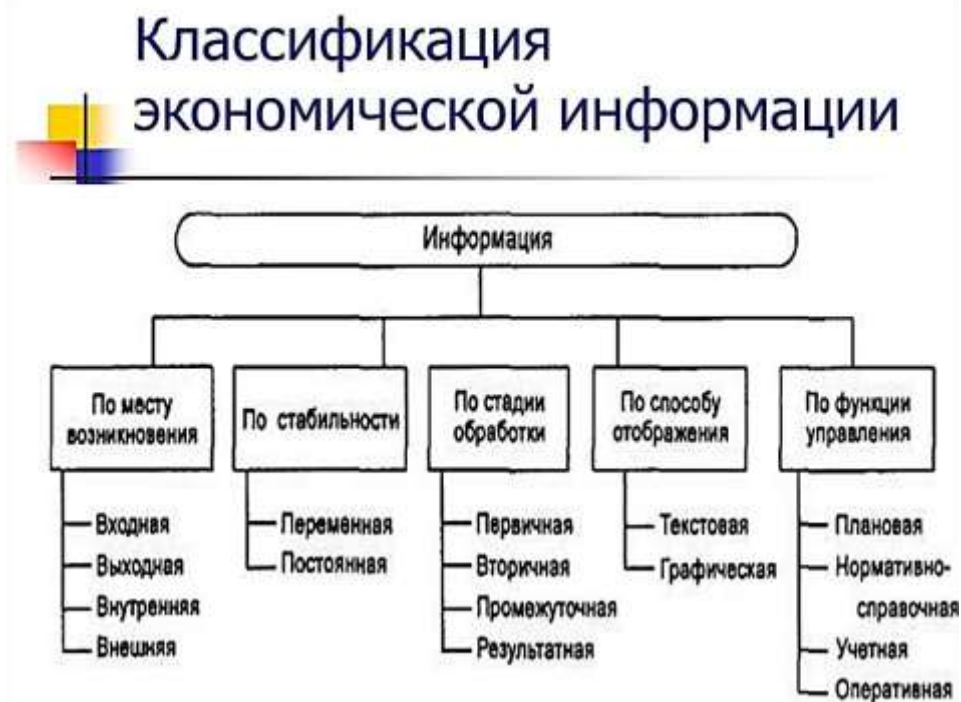 Классификация
экономической информации
Информация
По месту
возникновения
По стабильности
По стадии
обработки
По способу
отображения
По функции
управления
Входная
Выходная
Внутренняя
Внешняя
Переменная
Постоянная
Первичная
Вторичная
Промежуточная
Результатная
Текстовая
Графическая
Плановая
Нормативно-
справочная
Учетная
Оперативная